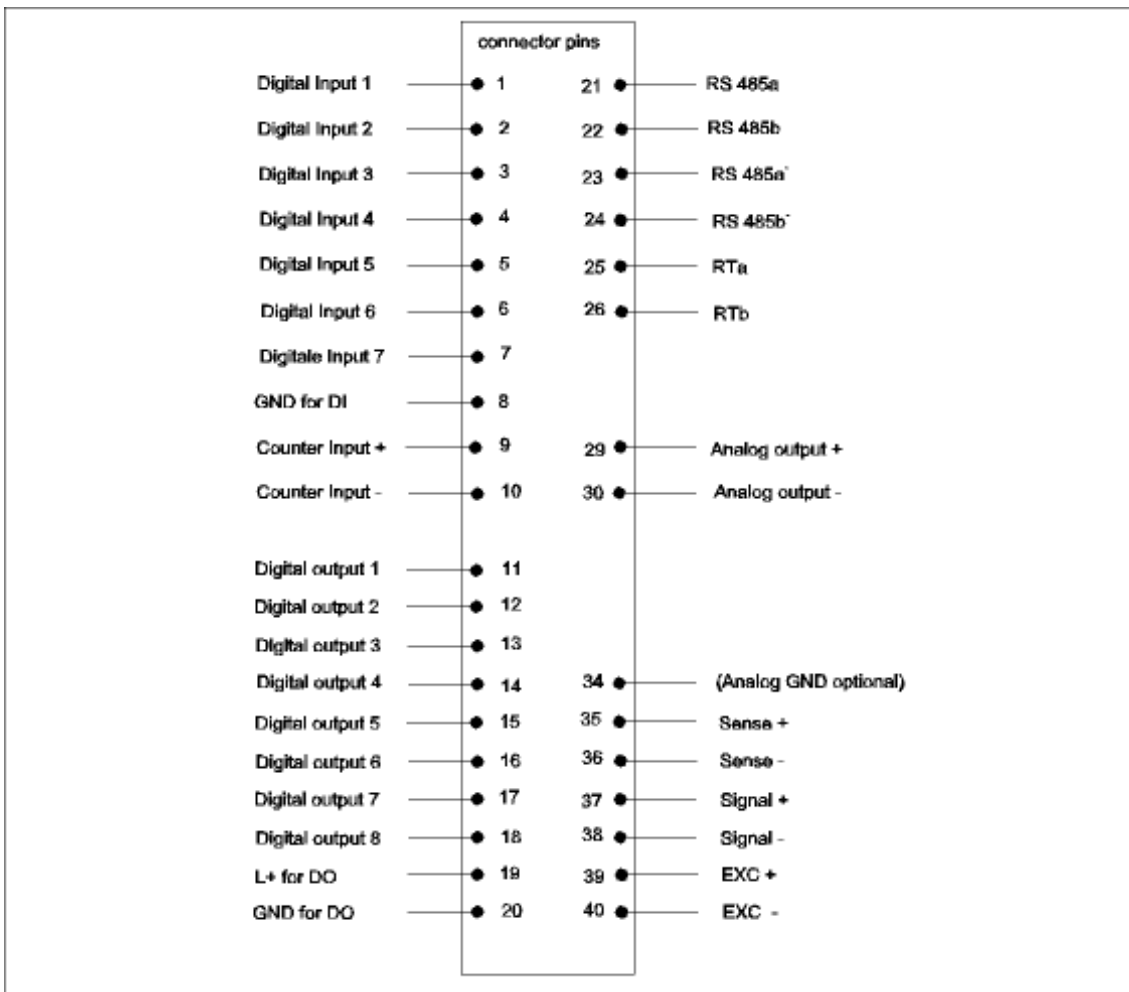 connector pins
Digital Input 1 1 21 RS 485a
Digital Input 2 2 22 RS 485b
Digital Input 3 3 23 RS 485a'
Digital Input 4 4 24 RS 485b'
Digital Input 5 5 25 RTa
Digital Input 6 6 26 RTb
Digitale Input 7 7
GND for DI 8
Counter Input + 9 29 Analog output +
Counter Input - 10 30 Analog output -
Digital output 1 11
Digital output 2 12
Digital output 3 13
Digital output 4 14 34 (Analog GND optional)
Digital output 5 15 35 Sense +
Digital output 6 16 36 Sense -
Digital output 7 17 37 Signal +
Digital output 8 18 38 Signal -
L+ for DO 19 39 EXC +
GND for DO 20 40 EXC -